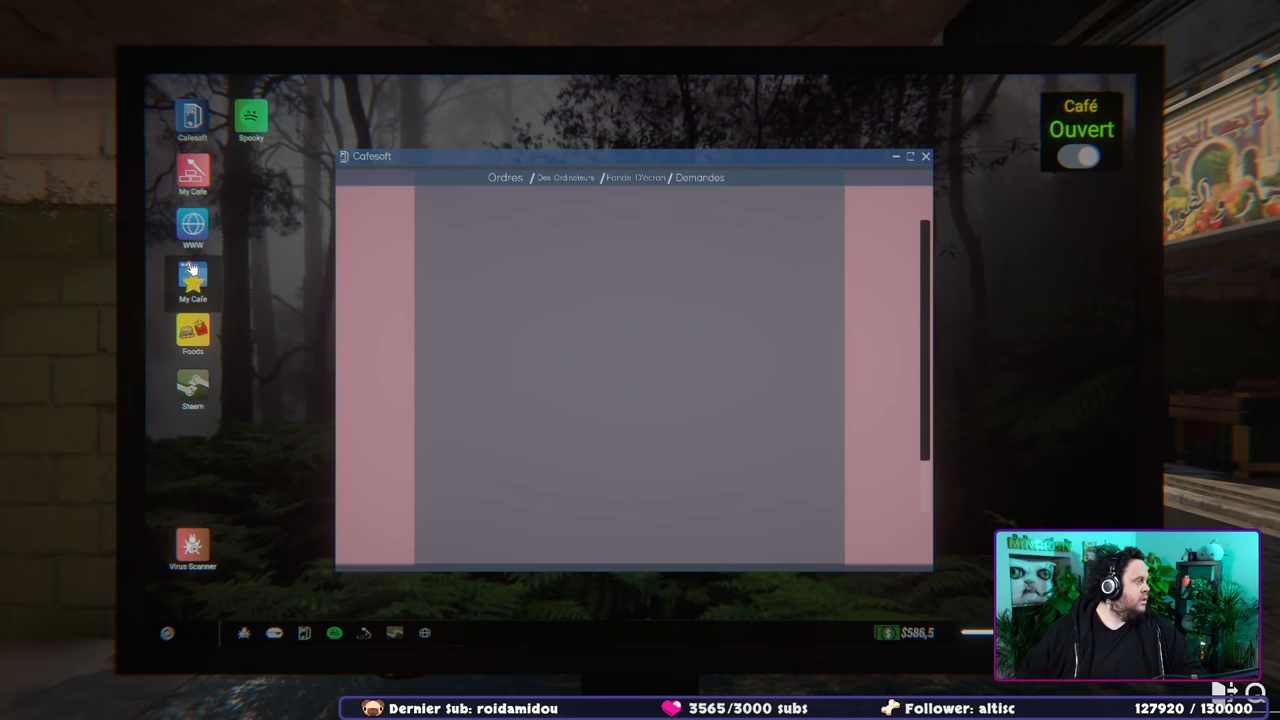 Cafesoft
Spooky
My Cafe
WWW
My Cafe
Foods
Steam
Virus Scanner
Cafesoft
Ordres / Des Ordinateurs / Fonds D'écran / Demandes
Café
Ouvert
$586,5
Dernier Sub: roidamidou
3565/3000 subs
Follower: altisc
127920 / 130000